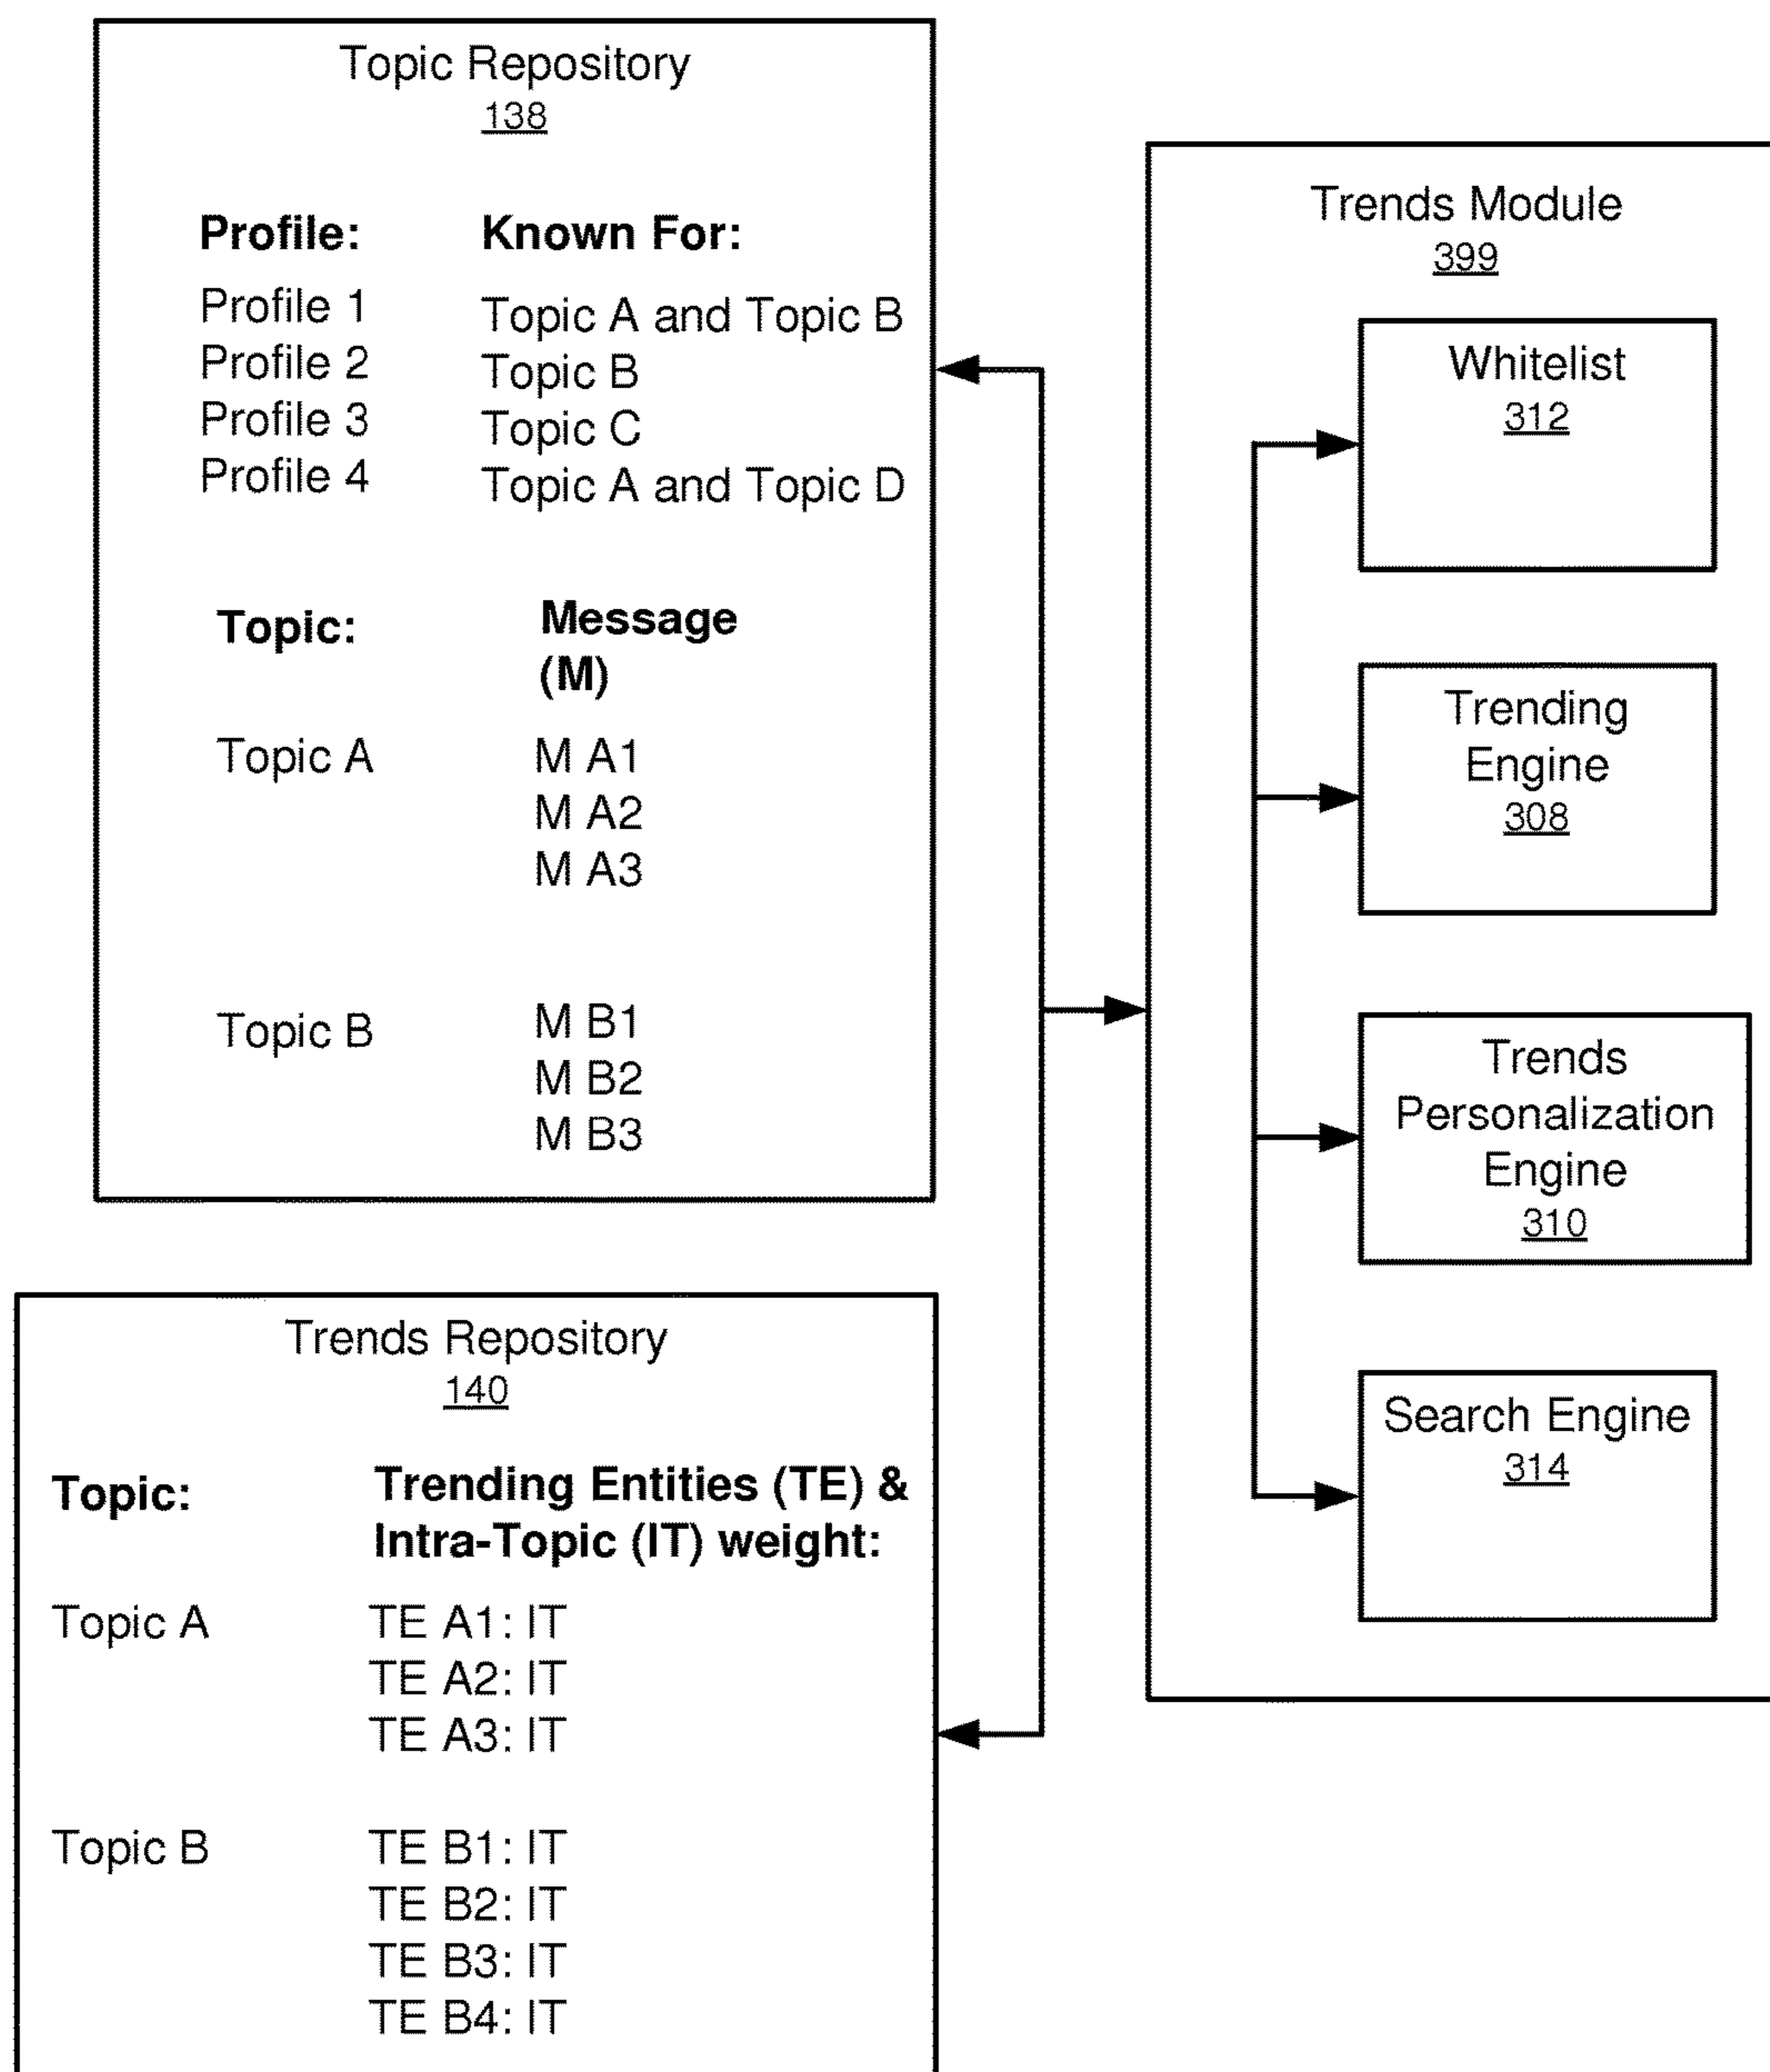 Topic Repository
138
Profile: Known For:
Profile 1 Topic A and Topic B
Profile 2 Topic B
Profile 3 Topic C
Profile 4 Topic A and Topic D
Topic: Message
(M)
Topic A M A1
M A2
M A3
Topic B M B1
M B2
M B3
Trends Repository
140
Topic: Trending Entities (TE) &
Intra-Topic (IT) weight:
Topic A TE A1: IT
TE A2: IT
TE A3: IT
Topic B TE B1: IT
TE B2: IT
TE B3: IT
TE B4: IT
Trends Module
399
Whitelist
312
Trending
Engine
308
Trends
Personalization
Engine
310
Search Engine
314